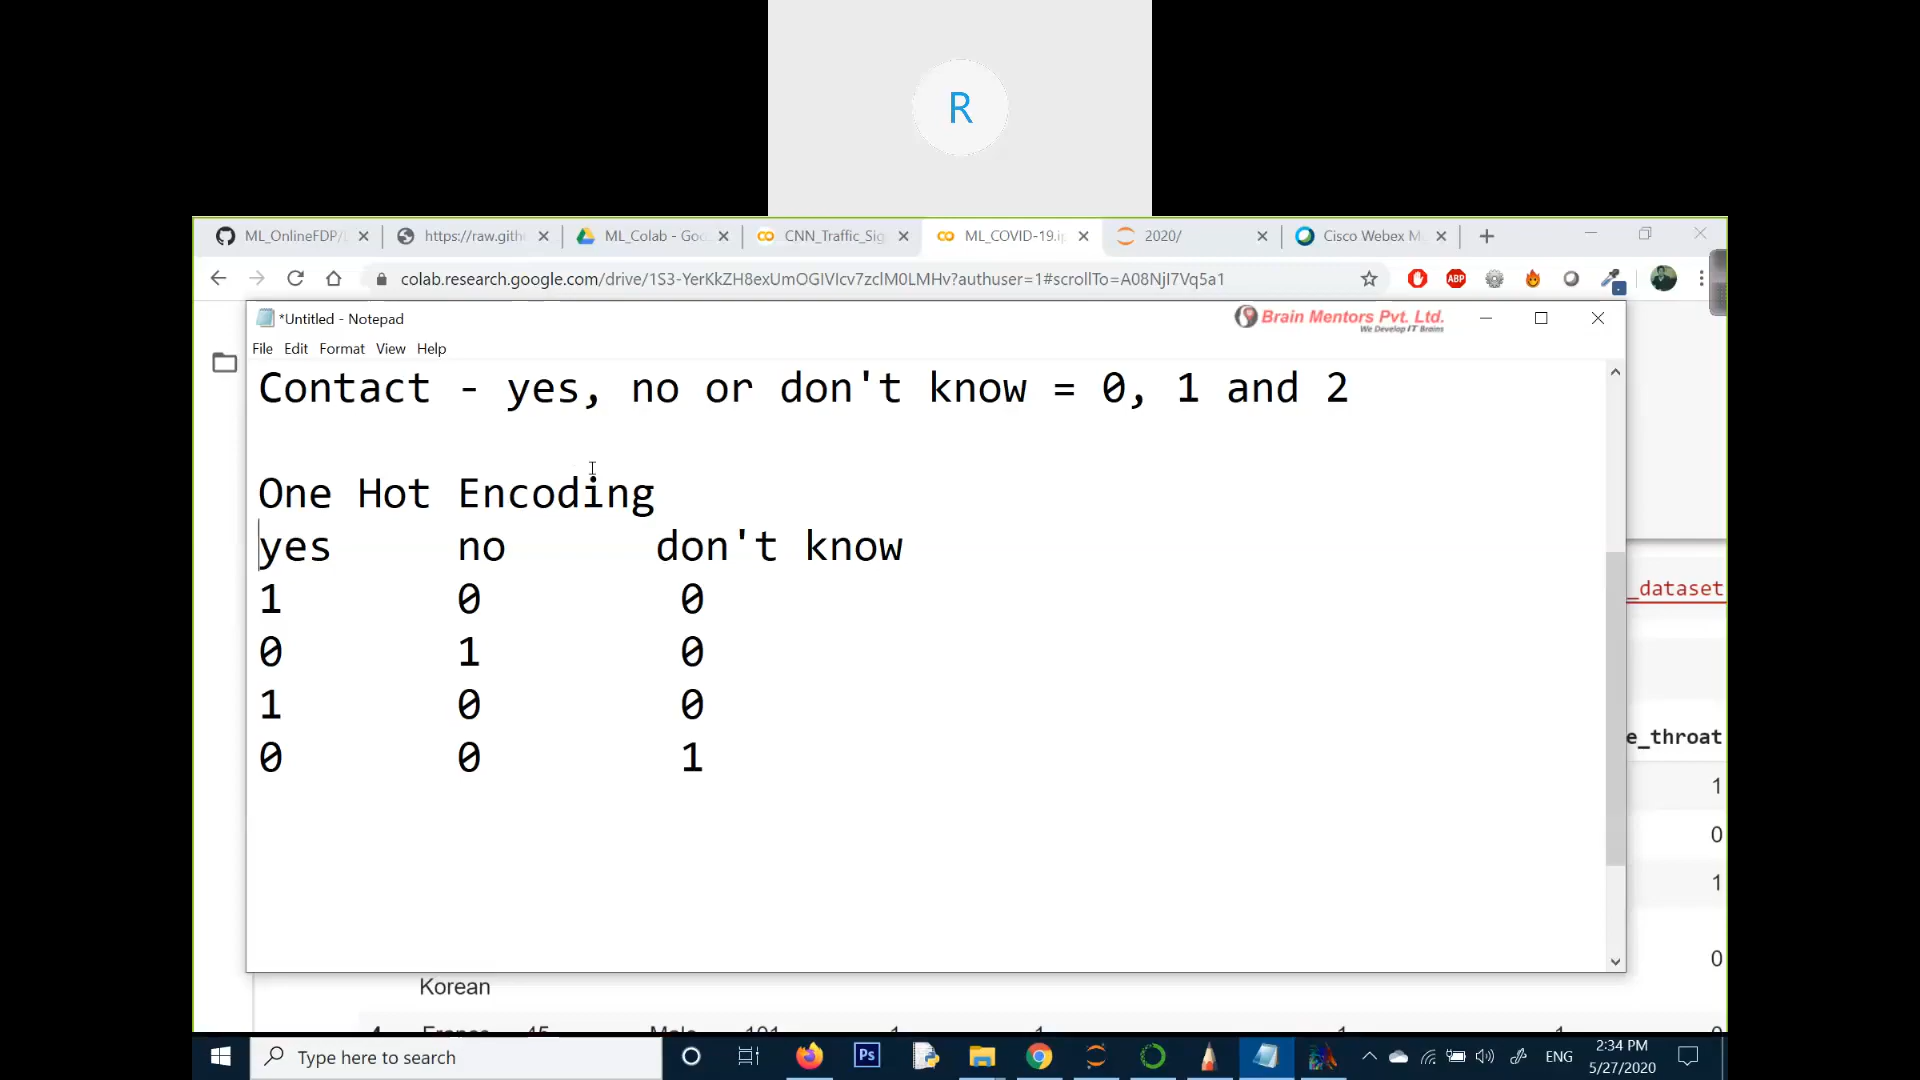 R
ML_OnlineFDP/
https://raw.gith
ML_Colab - Goo
CNN_Traffic_Sig
ML_COVID-19.ip
2020/
Cisco Webex M
colab.research.google.com/drive/1S3-YerKkZH8exUmOGIVIcv7zclM0LMHv?authuser=1#scrollTo=A08NjI7Vq5a1
ABP
*Untitled - Notepad
Brain Mentors Pvt. Ltd.
We Develop IT Brains
File Edit Format View Help
Contact - yes, no or don't know = 0, 1 and 2
One Hot Encoding
yes no don't know
1 0 0
0 1 0
1 0 0
0 0 1
_dataset
e_throat
1
0
1
0
Korean
Type here to search
Ps
ENG
2:34 PM
5/27/2020